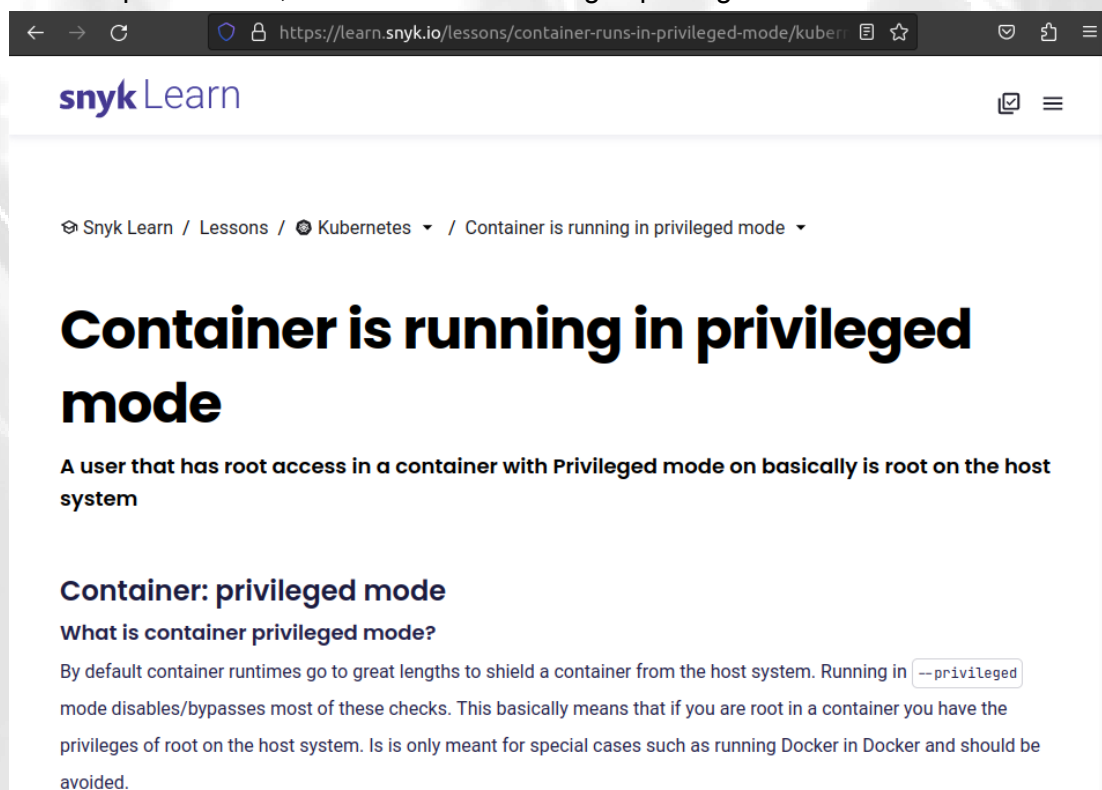 https://learn.snyk.io/lessons/container-runs-in-privileged-mode/kuber
snyk Learn
Snyk Learn / Lessons / Kubernetes / Container is running in privileged mode
Container is running in privileged
mode
A user that has root access in a container with Privileged mode on basically is root on the host
system
Container: privileged mode
What is container privileged mode?
By default container runtimes go to great lengths to shield a container from the host system. Running in --privileged
mode disables/bypasses most of these checks. This basically means that if you are root in a container you have the
privileges of root on the host system. Is is only meant for special cases such as running Docker in Docker and should be
avoided.